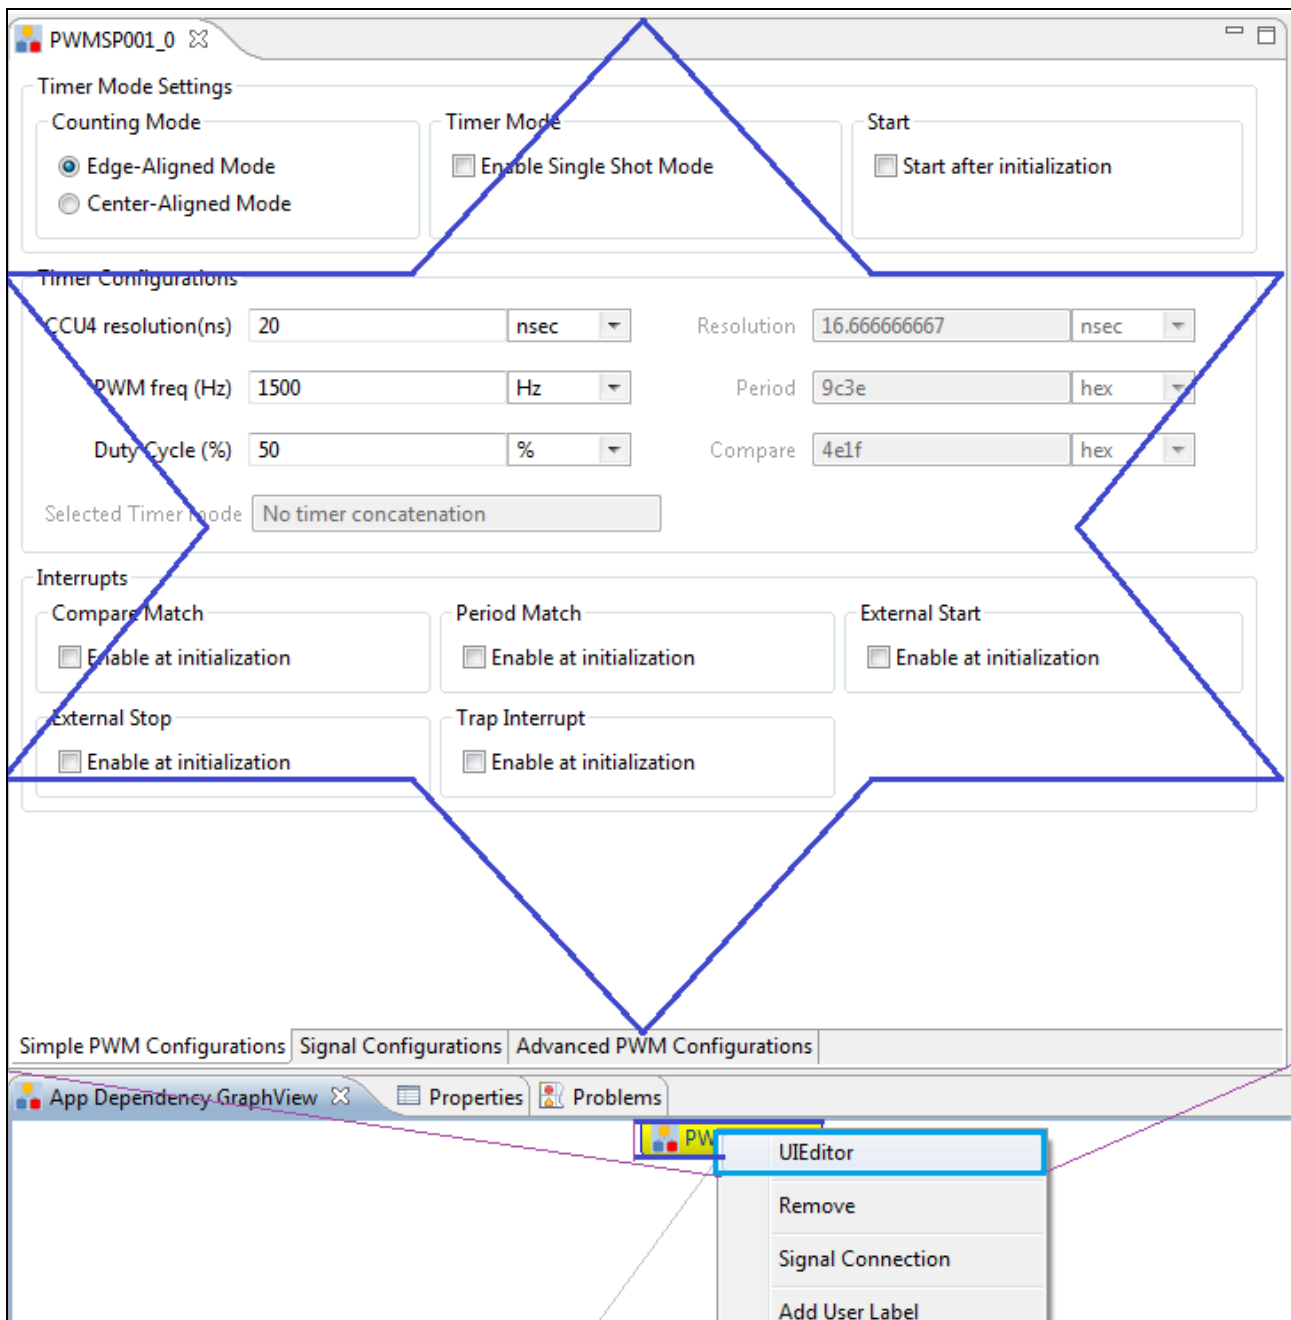 PWMSP001_0
Timer Mode Settings
Counting Mode Timer Mode Start
Edge-Aligned Mode Enable Single Shot Mode Start after initialization
Center-Aligned Mode
Timer Configurations
CCU4 resolution(ns) 20 nsec Resolution 16.666666667 nsec
PWM freq (Hz) 1500 Hz Period 9c3e hex
Duty Cycle (%) 50 % Compare 4e1f hex
Selected Timer mode No timer concatenation
Interrupts
Compare Match Period Match External Start
Enable at initialization Enable at initialization Enable at initialization
External Stop Trap Interrupt
Enable at initialization Enable at initialization
Simple PWM Configurations Signal Configurations Advanced PWM Configurations
App Dependency GraphView Properties Problems
UIEditor
Remove
Signal Connection
Add User Label